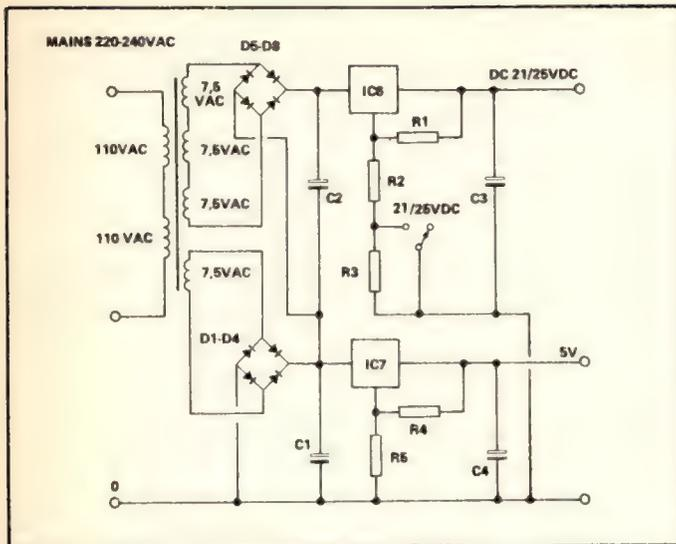 MAINS 220-240VAC
D5-D8
DC 21/25VDC
7,5
VAC
IC6
R1
110VAC
7,5VAC
R2
C2
C3
21/25VDC
7,5VAC
110 VAC
R3
7,5VAC
D1-D4
5V
IC7
R4
C1
R5
C4
0